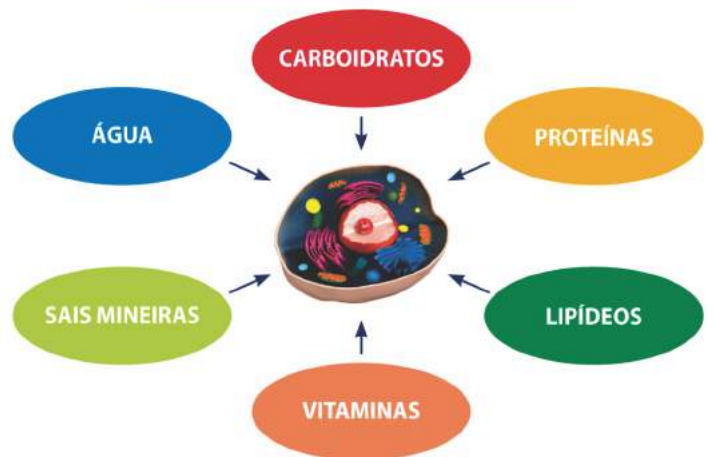 CARBOIDRATOS
ÁGUA
PROTEÍNAS
SAIS MINEIRAS
LIPÍDEOS
VITAMINAS